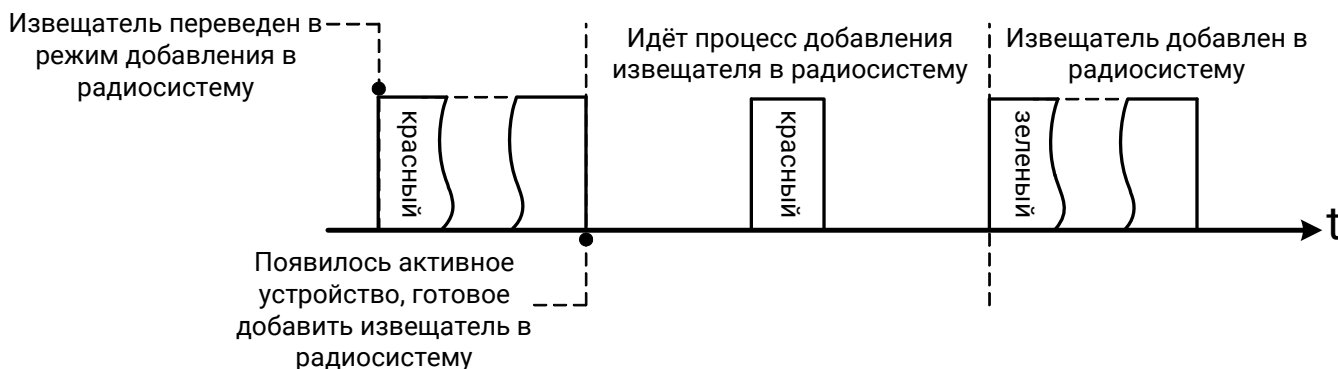 Извещатель переведен в
режим добавления в
радиосистему
Идёт процесс добавления
извещателя в радиосистему
Извещатель добавлен в
радиосистему
красный
красный
зеленый
t
Появилось активное
устройство, готовое
добавить извещатель в
радиосистему